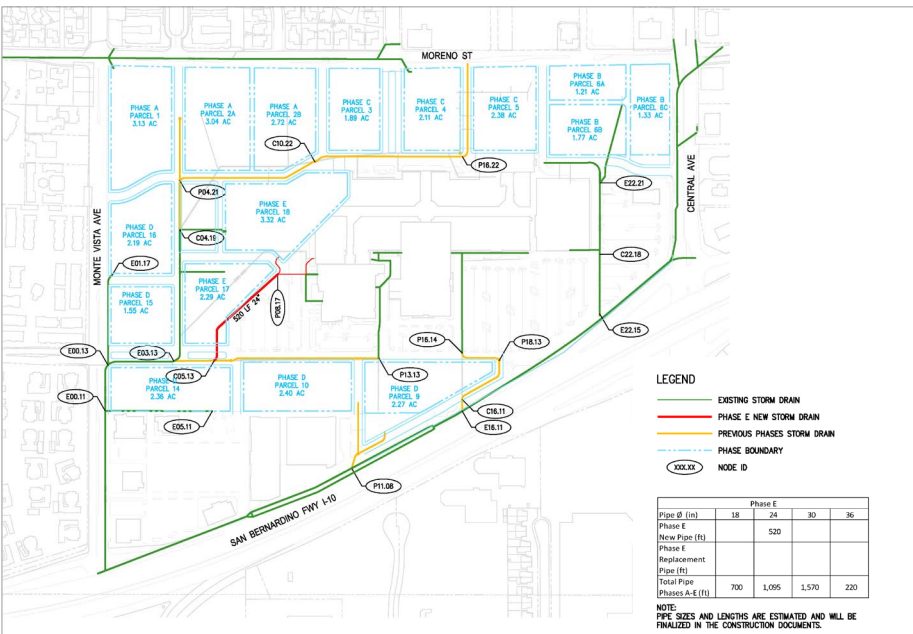 MORENO ST
PHASE A
PARCEL 1
3.13 AC
PHASE A
PARCEL 2A
3.04 AC
PHASE A
PARCEL 2B
2.72 AC
PHASE C
PARCEL 3
1.89 AC
PHASE C
PARCEL 4
2.11 AC
PHASE C
PARCEL 5
2.38 AC
PHASE B
PARCEL 6A
1.21 AC
PHASE B
PARCEL 6B
1.77 AC
PHASE B
PARCEL 6C
1.33 AC
C10.22
P16.22
P04.21
E22.21
CENTRAL AVE
MONTE VISTA AVE
PHASE E
PARCEL 18
3.32 AC
PHASE D
PARCEL 16
2.19 AC
C04.19
C22.18
E01.17
PHASE E
PARCEL 17
2.29 AC
520 LF 24"
P08.17
PHASE D
PARCEL 15
1.55 AC
E22.15
P16.14
P18.13
E00.13
E03.13
C05.13
P13.13
PARCEL 14
2.36 AC
PHASE D
PARCEL 10
2.40 AC
PHASE D
PARCEL 9
2.27 AC
E00.11
E05.11
C16.11
E16.11
P11.08
SAN BERNARDINO FWY I-10
LEGEND
EXISTING STORM DRAIN
PHASE E NEW STORM DRAIN
PREVIOUS PHASES STORM DRAIN
PHASE BOUNDARY
XXX.XX NODE ID
Phase E
Pipe Ø (in) 18 24 30 36
Phase E
New Pipe (ft) 520
Phase E
Replacement
Pipe (ft)
Total Pipe
Phases A-E (ft) 700 1,095 1,570 220
NOTE:
PIPE SIZES AND LENGTHS ARE ESTIMATED AND WILL BE
FINALIZED IN THE CONSTRUCTION DOCUMENTS.